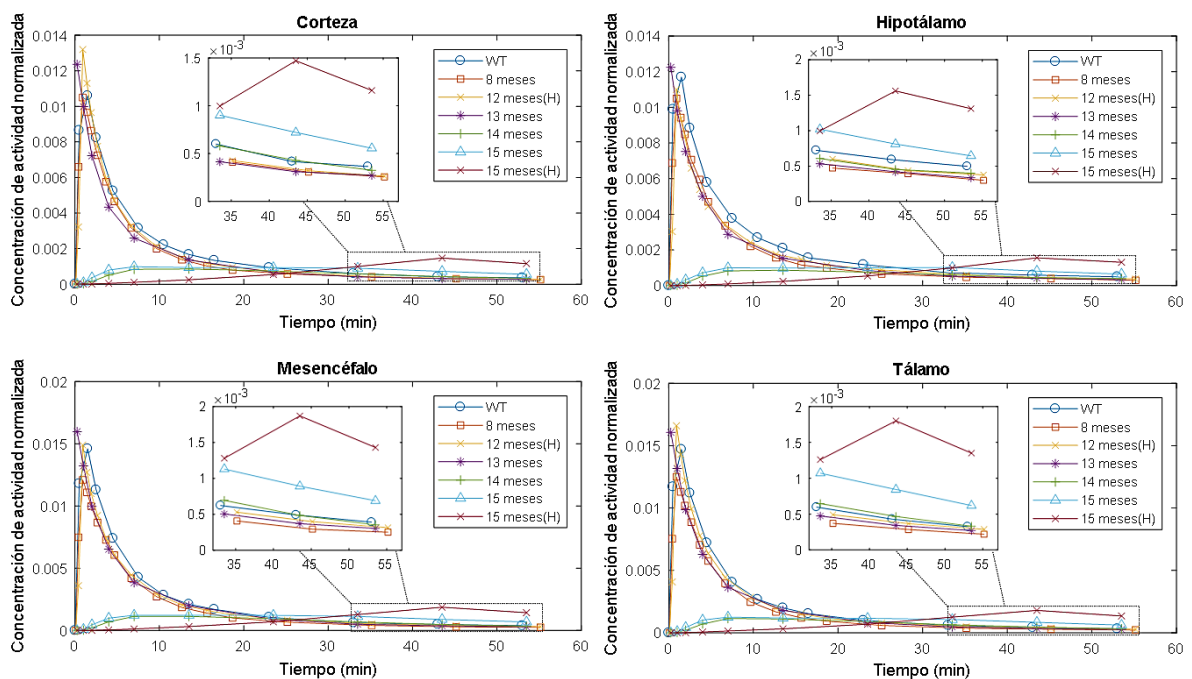 Corteza
Concentración de actividad normalizada
0.014
0.012
0.01
0.008
0.006
0.004
0.002
0
0 10 20 30 40 50 60
Tiempo (min)
×10⁻³
1.5
1
0.5
0
35 40 45 50 55
WT
8 meses
12 meses(H)
13 meses
14 meses
15 meses
15 meses(H)
Hipotálamo
Concentración de actividad normalizada
0.014
0.012
0.01
0.008
0.006
0.004
0.002
0
0 10 20 30 40 50 60
Tiempo (min)
×10⁻³
2
1.5
1
0.5
0
35 40 45 50 55
WT
8 meses
12 meses(H)
13 meses
14 meses
15 meses
15 meses(H)
Mesencéfalo
Concentración de actividad normalizada
0.02
0.015
0.01
0.005
0
0 10 20 30 40 50 60
Tiempo (min)
×10⁻³
2
1.5
1
0.5
0
35 40 45 50 55
WT
8 meses
12 meses(H)
13 meses
14 meses
15 meses
15 meses(H)
Tálamo
Concentración de actividad normalizada
0.02
0.015
0.01
0.005
0
0 10 20 30 40 50 60
Tiempo (min)
×10⁻³
2
1.5
1
0.5
0
35 40 45 50 55
WT
8 meses
12 meses(H)
13 meses
14 meses
15 meses
15 meses(H)